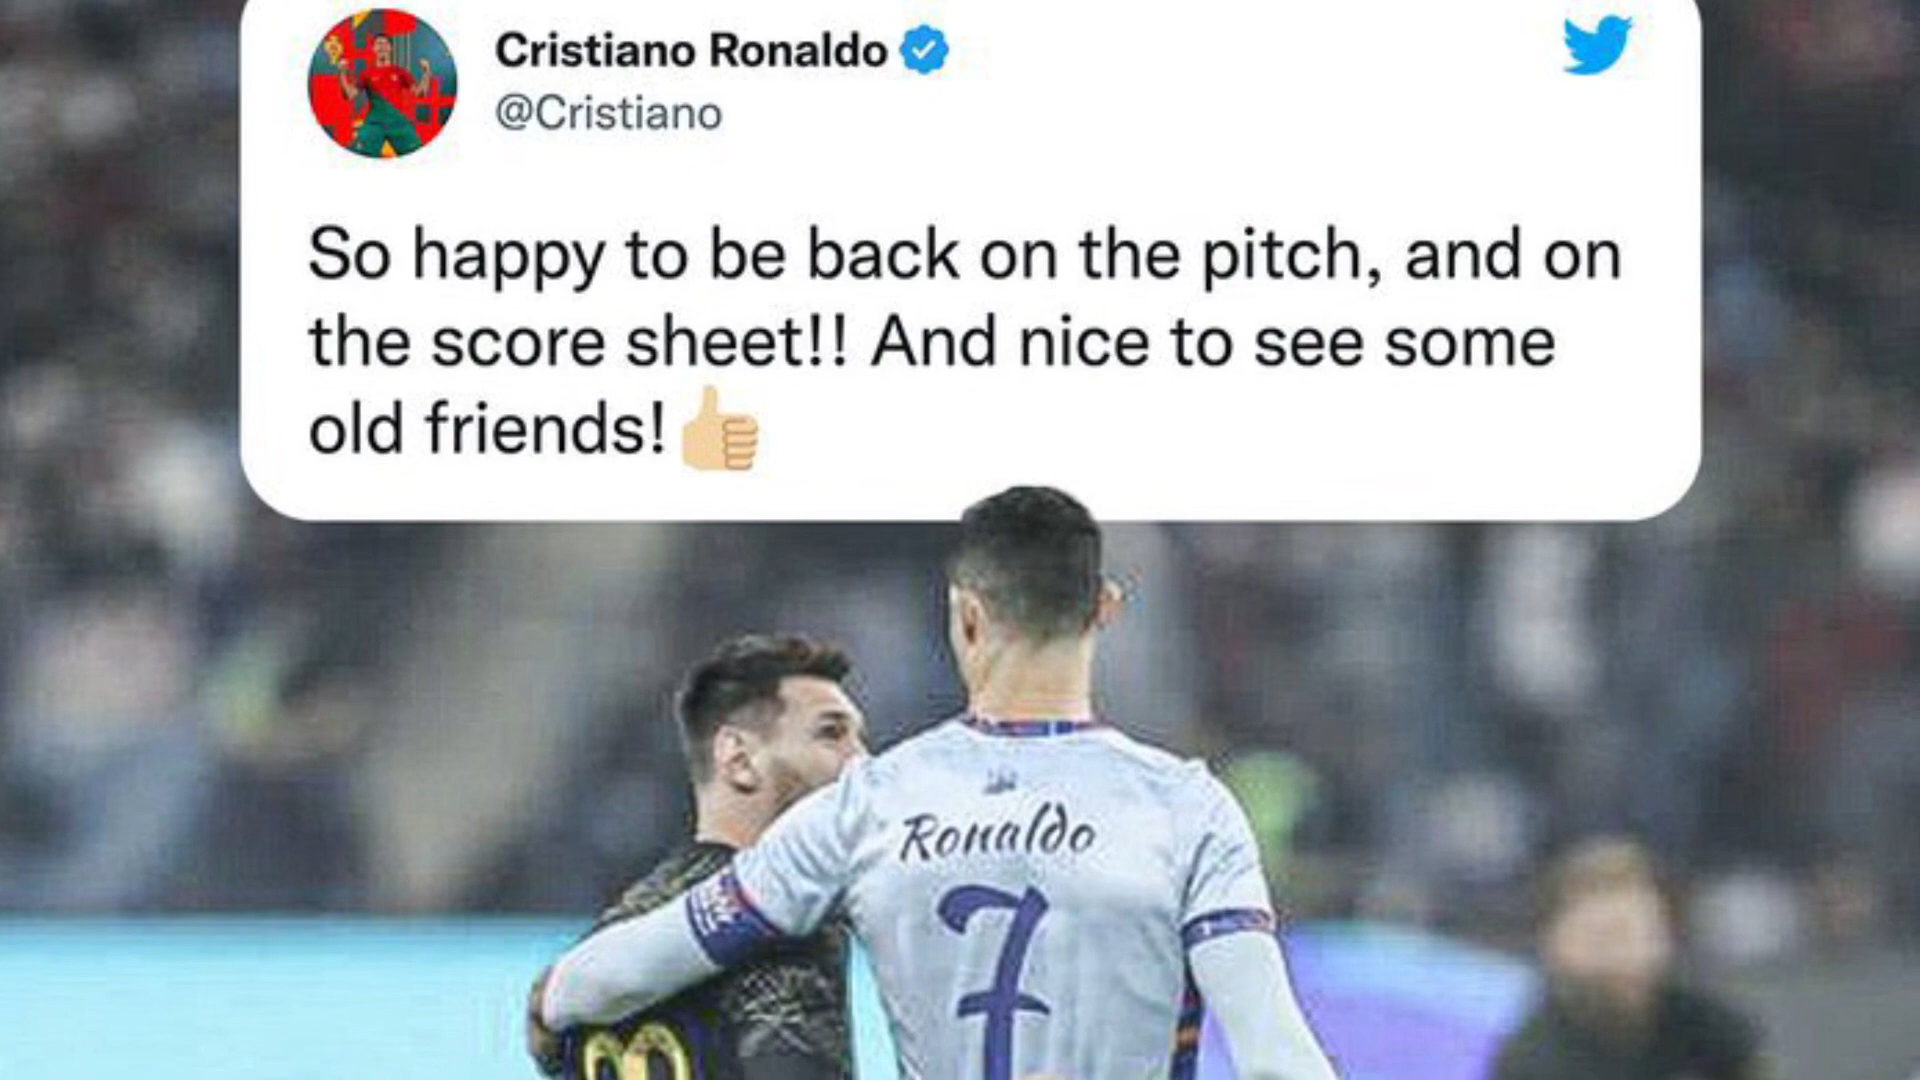 Cristiano Ronaldo
@Cristiano
So happy to be back on the pitch, and on
the score sheet!! And nice to see some
old friends!👍🏼
Ronaldo
7